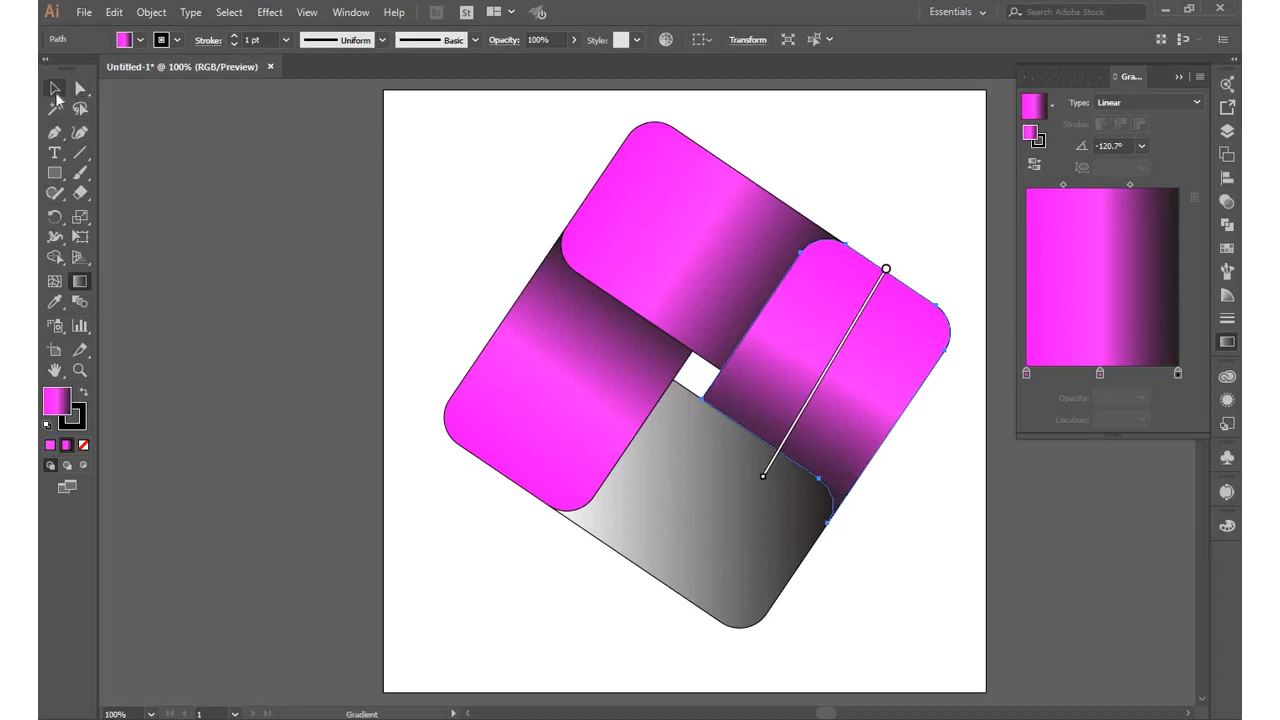 Ai File Edit Object Type Select Effect View Window Help Br St Essentials Search Adobe Stock
Path Stroke: 1 pt Uniform Basic Opacity: 100% Style: Transform
Untitled-1* @ 100% (RGB/Preview) ×
Gra...
Type: Linear
Stroke:
-120.7°
Opacity:
Location:
100% 1 Gradient